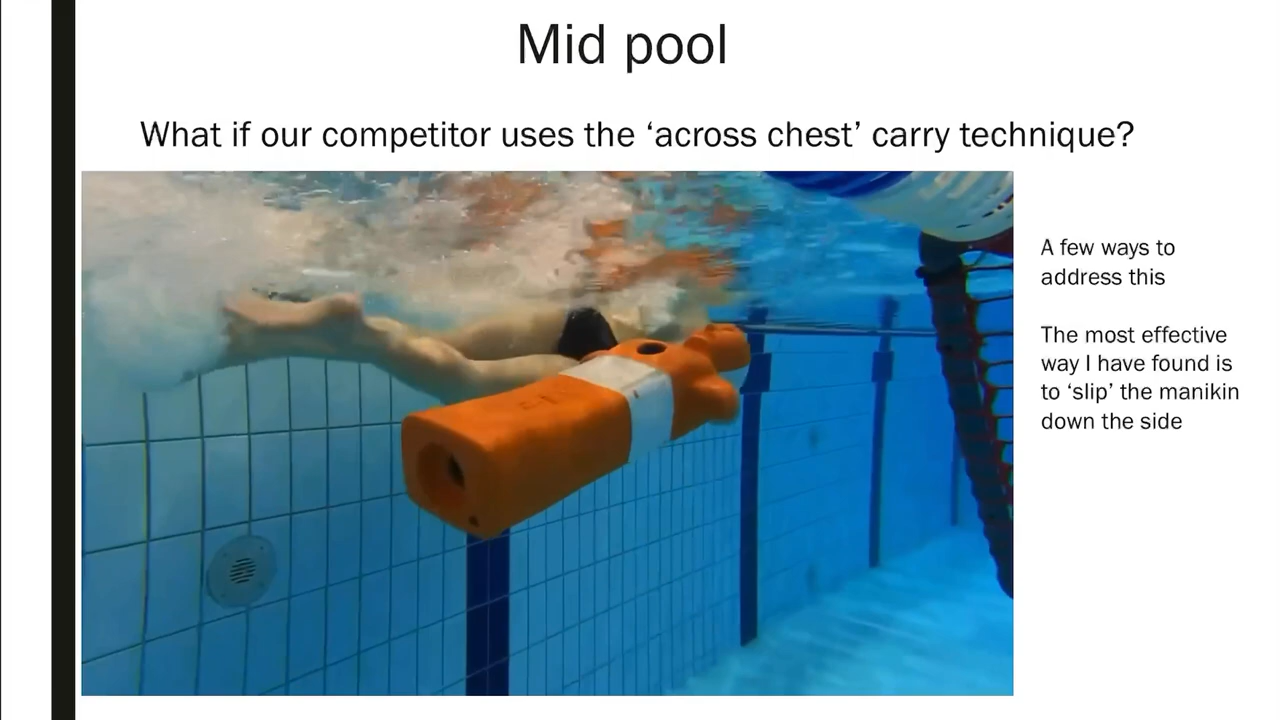 Mid pool
What if our competitor uses the ‘across chest’ carry technique?
A few ways to
address this
The most effective
way I have found is
to ‘slip’ the manikin
down the side